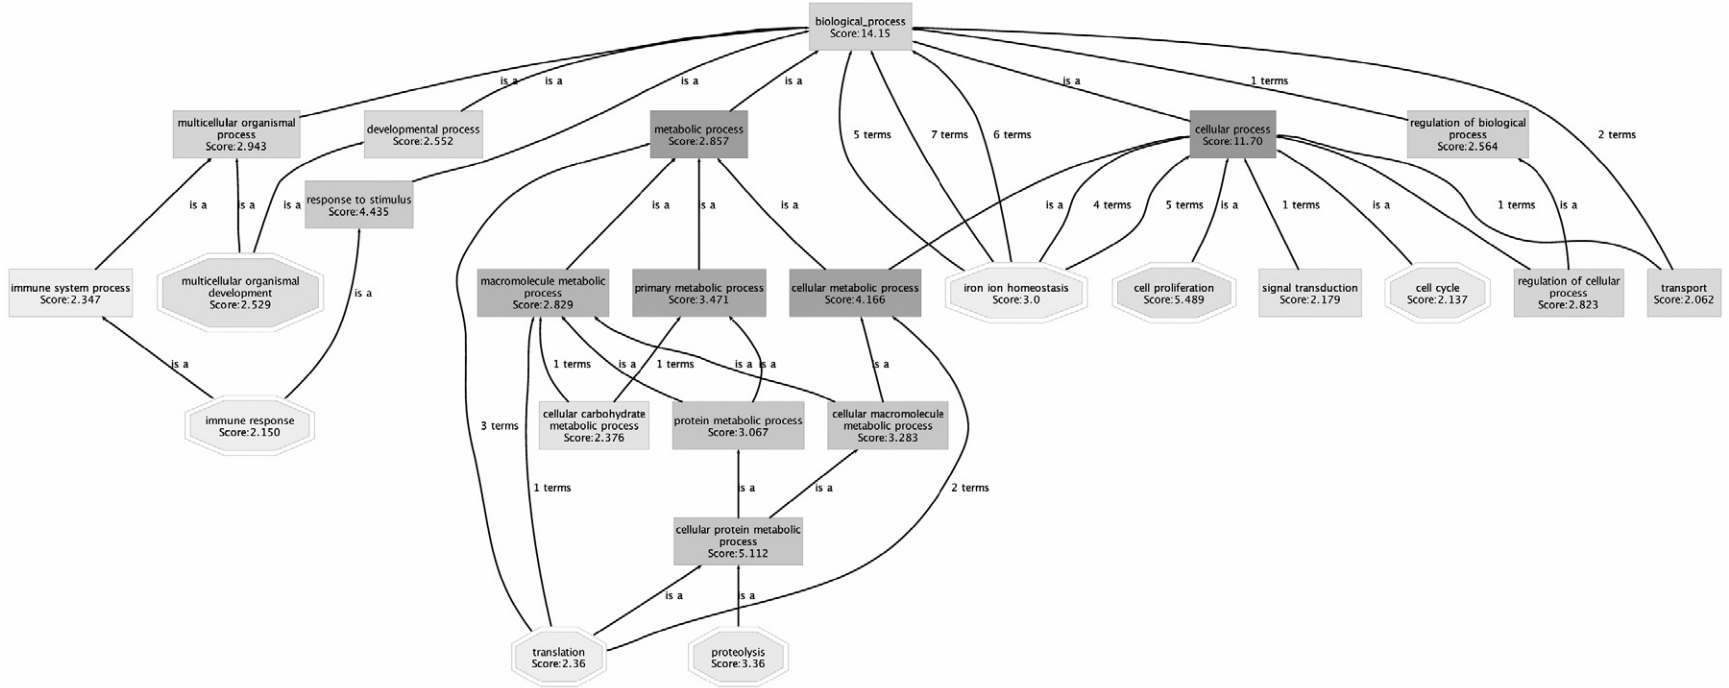 biological_process
Score:14.15
is a
is a
is a
is a
is a
1 terms
multicellular organismal
process
Score:2.943
developmental process
Score:2.552
metabolic process
Score:2.857
cellular process
Score:11.70
regulation of biological
process
Score:2.564
5 terms
7 terms
6 terms
2 terms
response to stimulus
Score:4.435
is a
is a
is a
is a
is a
is a
is a
4 terms
5 terms
is a
1 terms
is a
1 terms
is a
immune system process
Score:2.347
multicellular organismal
development
Score:2.529
is a
macromolecule metabolic
process
Score:2.829
primary metabolic process
Score:3.471
cellular metabolic process
Score:4.166
iron ion homeostasis
Score:3.0
cell proliferation
Score:5.489
signal transduction
Score:2.179
cell cycle
Score:2.137
regulation of cellular
process
Score:2.823
transport
Score:2.062
is a
1 terms
is a
1 terms
is a
is a
is a
immune response
Score:2.150
3 terms
cellular carbohydrate
metabolic process
Score:2.376
protein metabolic process
Score:3.067
cellular macromolecule
metabolic process
Score:3.283
1 terms
is a
is a
2 terms
cellular protein metabolic
process
Score:5.112
is a
is a
translation
Score:2.36
proteolysis
Score:3.36